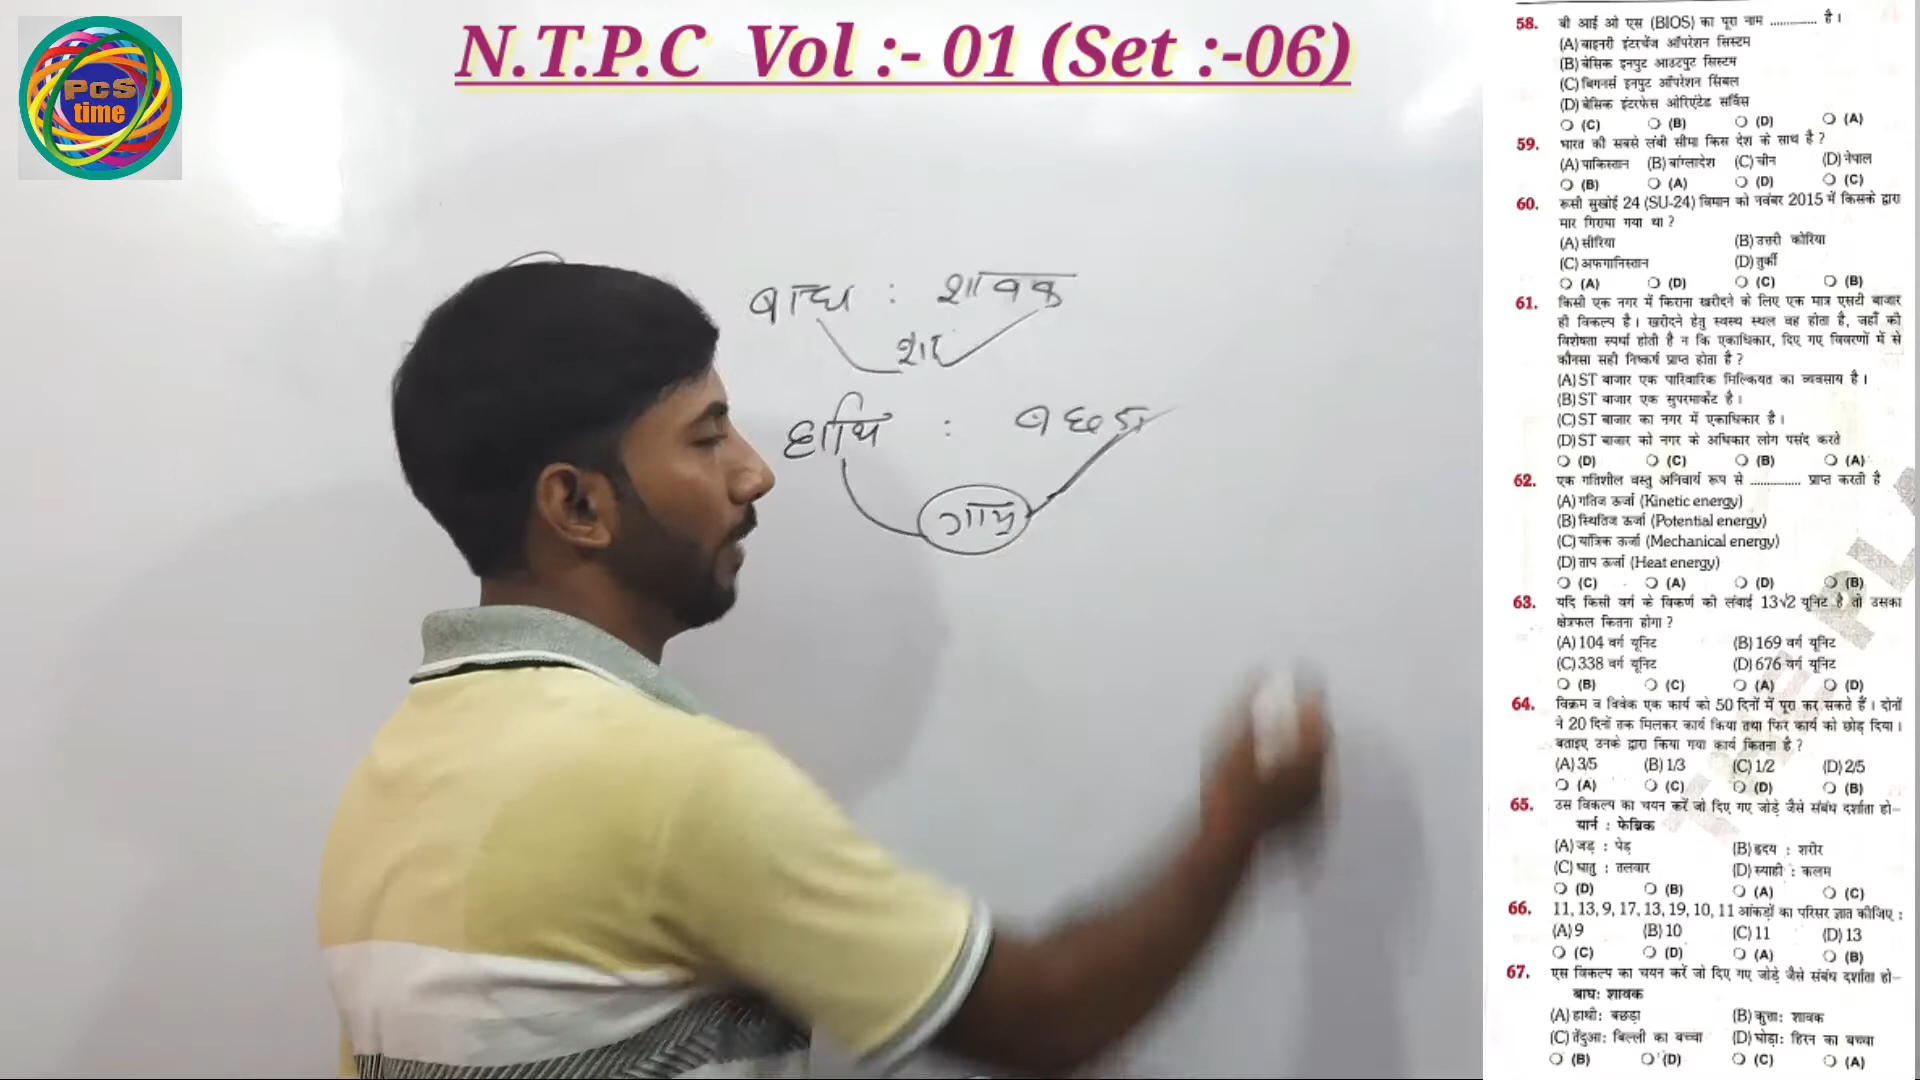 PcS
time
N.T.P.C Vol :- 01 (Set :-06)
बाघ : शावक
शेर
हाथि : बछड़ा
गाय
58. बी आई ओ एस (BIOS) का पूरा नाम ............. है।
(A) बाइनरी इंटरचेंज ऑपरेशन सिस्टम
(B) बेसिक इनपुट आउटपुट सिस्टम
(C) बिगनर्स इनपुट ऑपरेशन सिंबल
(D) बेसिक इंटरफेस ओरिएंटेड सर्विस
(C) (B) (D) (A)
59. भारत की सबसे लंबी सीमा किस देश के साथ है ?
(A) पाकिस्तान (B) बांग्लादेश (C) चीन (D) नेपाल
(B) (A) (D) (C)
60. रूसी सुखोई 24 (SU-24) विमान को नवंबर 2015 में किसके द्वारा
मार गिराया गया था ?
(A) सीरिया (B) उत्तरी कोरिया
(C) अफगानिस्तान (D) तुर्की
(A) (D) (C) (B)
61. किसी एक नगर में किराना खरीदने के लिए एक मात्र एसटी बाजार
ही विकल्प है। खरीदने हेतु स्वस्थ स्थल वह होता है, जहाँ की
विशेषता स्पर्धा होती है न कि एकाधिकार, दिए गए विवरणों में से
कौनसा सही निष्कर्ष प्राप्त होता है ?
(A) ST बाजार एक पारिवारिक मिल्कियत का व्यवसाय है।
(B) ST बाजार एक सुपरमार्केट है।
(C) ST बाजार का नगर में एकाधिकार है।
(D) ST बाजार को नगर के अधिकार लोग पसंद करते
(D) (C) (B) (A)
62. एक गतिशील वस्तु अनिवार्य रूप से .............. प्राप्त करती है
(A) गतिज ऊर्जा (Kinetic energy)
(B) स्थितिज ऊर्जा (Potential energy)
(C) यांत्रिक ऊर्जा (Mechanical energy)
(D) ताप ऊर्जा (Heat energy)
(C) (A) (D) (B)
63. यदि किसी वर्ग के विकर्ण की लंबाई 13√2 यूनिट है तो उसका
क्षेत्रफल कितना होगा ?
(A) 104 वर्ग यूनिट (B) 169 वर्ग यूनिट
(C) 338 वर्ग यूनिट (D) 676 वर्ग यूनिट
(B) (C) (A) (D)
64. विक्रम व विवेक एक कार्य को 50 दिनों में पूरा कर सकते हैं। दोनों
ने 20 दिनों तक मिलकर कार्य किया तथा फिर कार्य को छोड़ दिया।
बताइए उनके द्वारा किया गया कार्य कितना है ?
(A) 3/5 (B) 1/3 (C) 1/2 (D) 2/5
(A) (C) (D) (B)
65. उस विकल्प का चयन करें जो दिए गए जोड़े जैसे संबंध दर्शाता हो–
यार्न : फेब्रिक
(A) जड़ : पेड़ (B) हृदय : शरीर
(C) धातु : तलवार (D) स्याही : कलम
(D) (B) (A) (C)
66. 11, 13, 9, 17, 13, 19, 10, 11 आंकड़ों का परिसर ज्ञात कीजिए :
(A) 9 (B) 10 (C) 11 (D) 13
(C) (D) (A) (B)
67. एस विकल्प का चयन करें जो दिए गए जोड़े जैसे संबंध दर्शाता हो–
बाघः शावक
(A) हाथीः बछड़ा (B) कुत्ताः शावक
(C) तेंदुआः बिल्ली का बच्चा (D) घोड़ाः हिरन का बच्चा
(B) (D) (C) (A)